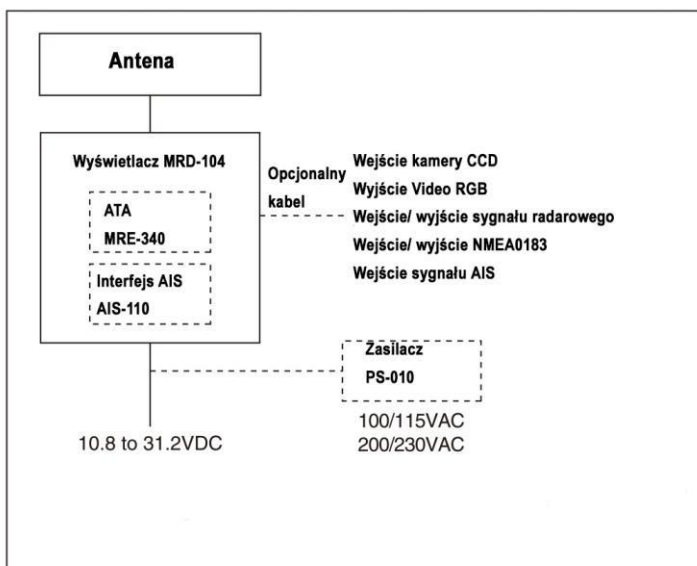 Antena
Wyświetlacz MRD-104
ATA
MRE-340
Interfejs AIS
AIS-110
Opcjonalny
kabel
Wejście kamery CCD
Wyjście Video RGB
Wejście/ wyjście sygnału radarowego
Wejście/ wyjście NMEA0183
Wejście sygnału AIS
Zasilacz
PS-010
10.8 to 31.2VDC
100/115VAC
200/230VAC